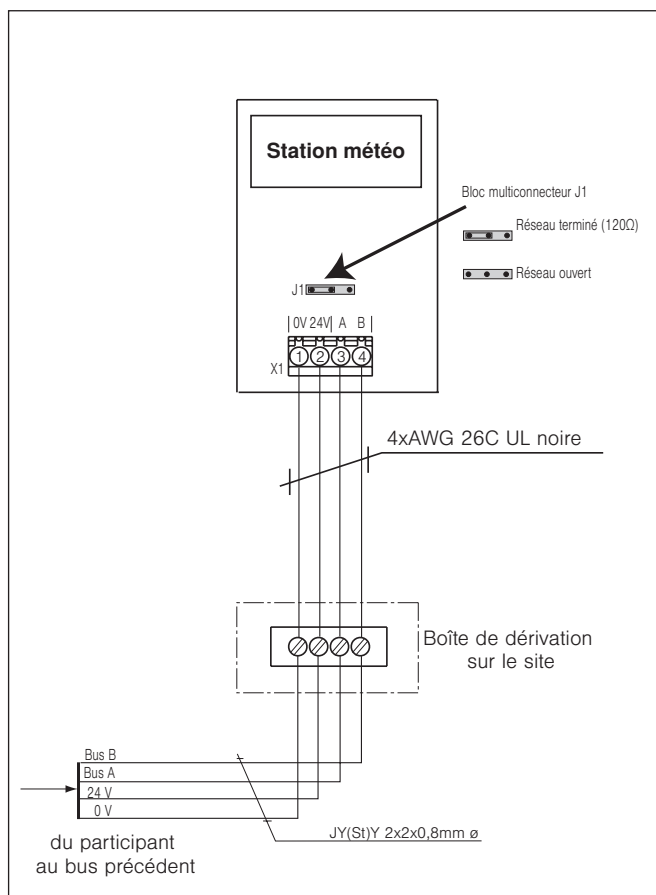 Station météo
Bloc multiconnecteur J1
Réseau terminé (120Ω)
Réseau ouvert
J1
0V 24V A B
X1
1 2 3 4
4xAWG 26C UL noire
Boîte de dérivation
sur le site
Bus B
Bus A
24 V
0 V
JY(St)Y 2x2x0,8mm ø
du participant
au bus précédent